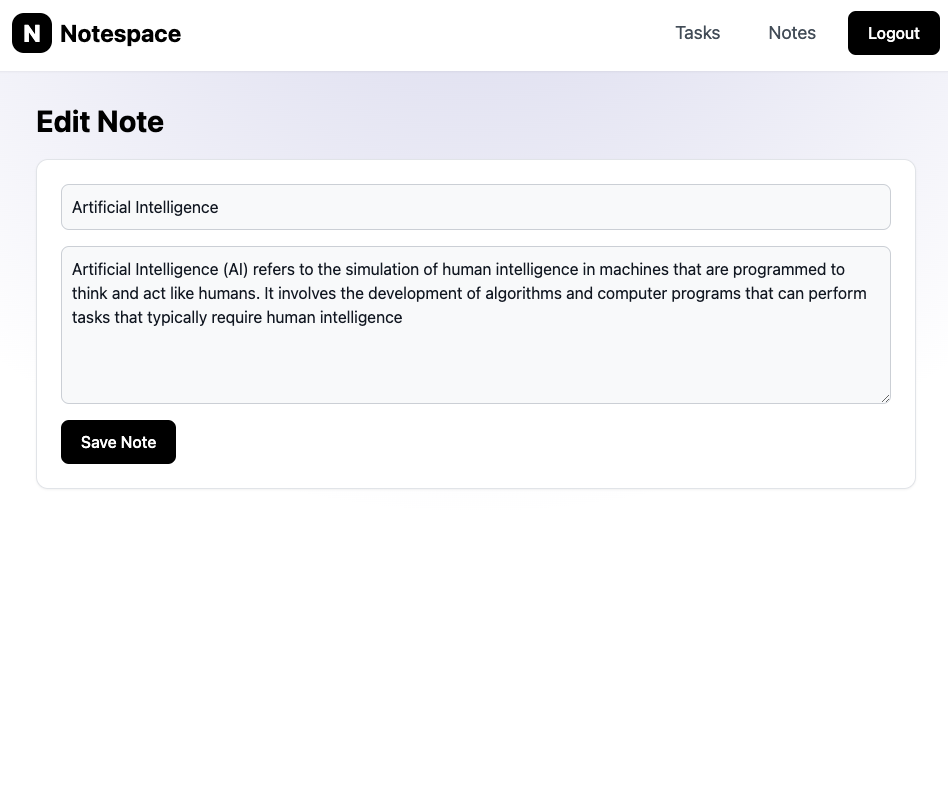 N Notespace
Tasks
Notes
Logout
Edit Note
Artificial Intelligence
Artificial Intelligence (AI) refers to the simulation of human intelligence in machines that are programmed to
think and act like humans. It involves the development of algorithms and computer programs that can perform
tasks that typically require human intelligence
Save Note